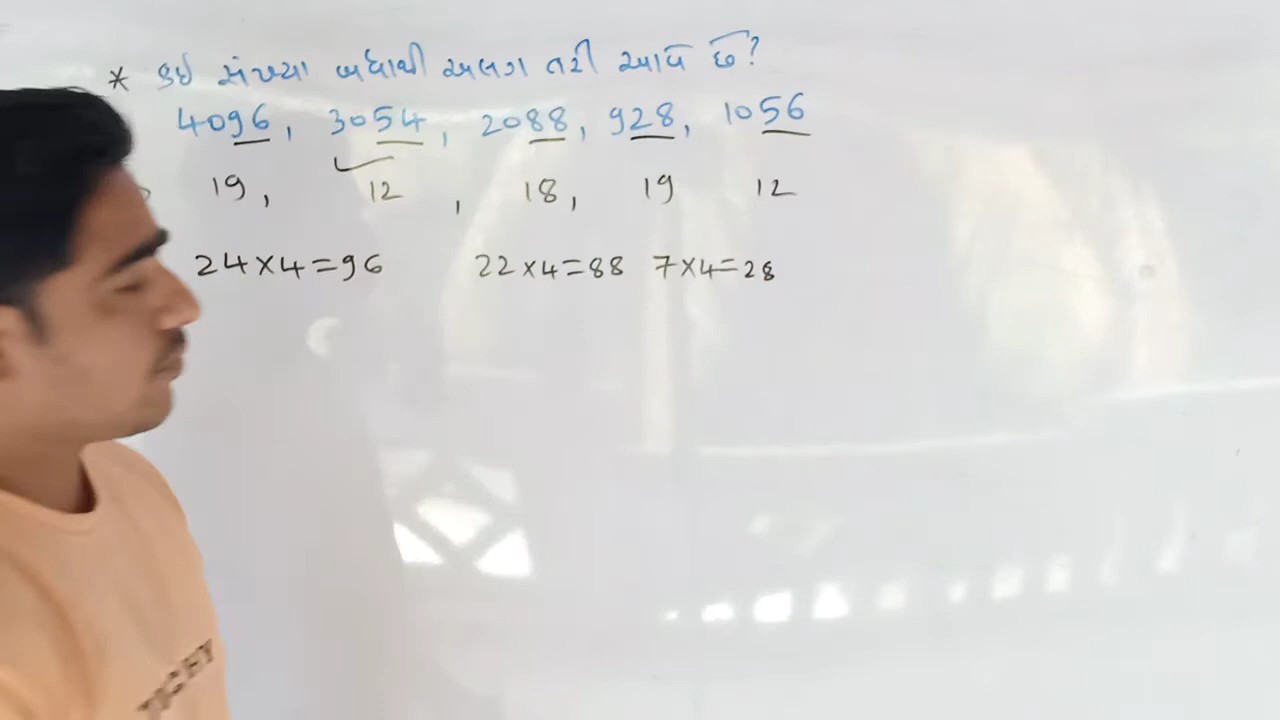 * કઇ સંખ્યા બધાથી અલગ તરી આવે છે?
4096, 3054, 2088, 928, 1056
19, 12, 18, 19 12
24×4=96 22×4=88 7×4=28